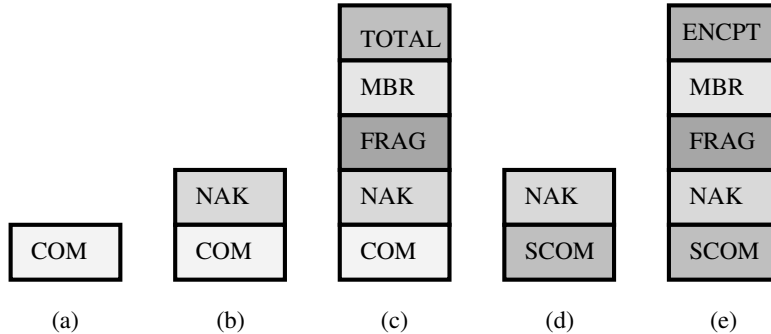 TOTAL ENCPT
MBR MBR
FRAG FRAG
NAK NAK NAK NAK
COM COM COM SCOM SCOM
(a) (b) (c) (d) (e)